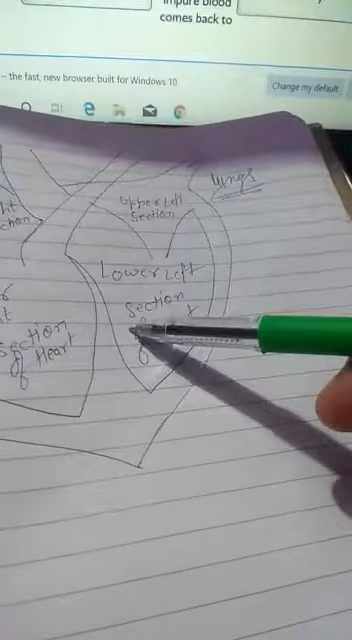 impure blood
comes back to
– the fast, new browser built for Windows 10
Change my default
Lungs
Upper Left
Section
Lower Left
Section
Section
of Heart
of